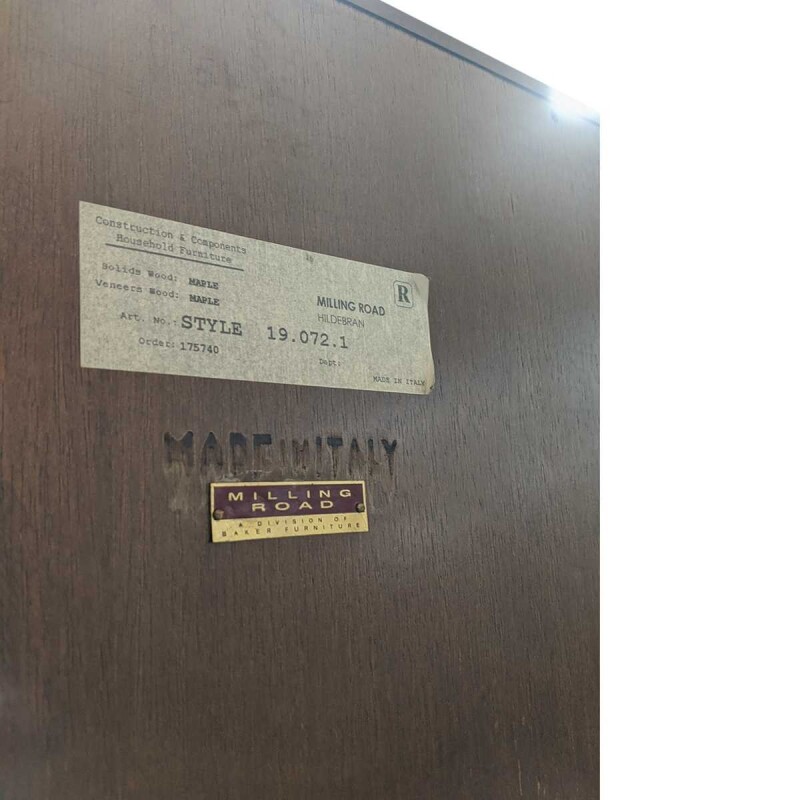 Construction & Components
Household Furniture
Solids Wood: MAPLE
Veneers Wood: MAPLE
Art. No.: STYLE 19.072.1
Order: 175740
R
MILLING ROAD
HILDEBRAN
Dept:
MADE IN ITALY
MADE IN ITALY
MILLING
ROAD
A DIVISION OF
BAKER FURNITURE